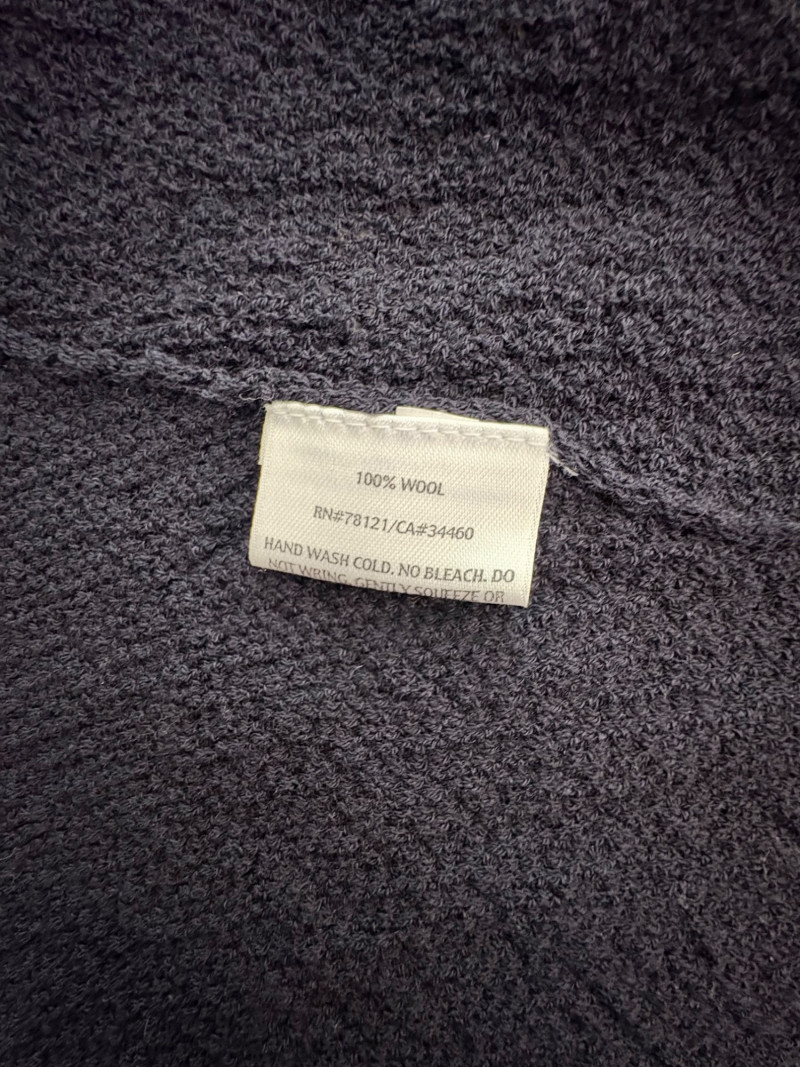 100% WOOL
RN#78121/CA#34460
HAND WASH COLD. NO BLEACH. DO
NOT WRING. GENTLY SQUEEZE OR